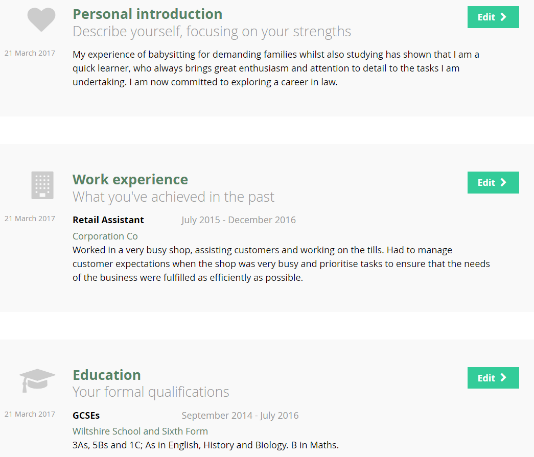 Personal introduction
Edit
Describe yourself, focusing on your strengths
21 March 2017
My experience of babysitting for demanding families whilst also studying has shown that I am a
quick learner, who always brings great enthusiasm and attention to detail to the tasks I am
undertaking. I am now committed to exploring a career in law.
Work experience
Edit
What you've achieved in the past
21 March 2017
Retail Assistant July 2015 - December 2016
Corporation Co
Worked in a very busy shop, assisting customers and working on the tills. Had to manage
customer expectations when the shop was very busy and prioritise tasks to ensure that the needs
of the business were fulfilled as efficiently as possible.
Education
Edit
Your formal qualifications
21 March 2017
GCSEs September 2014 - July 2016
Wiltshire School and Sixth Form
3As, 5Bs and 1C; As in English, History and Biology. B in Maths.